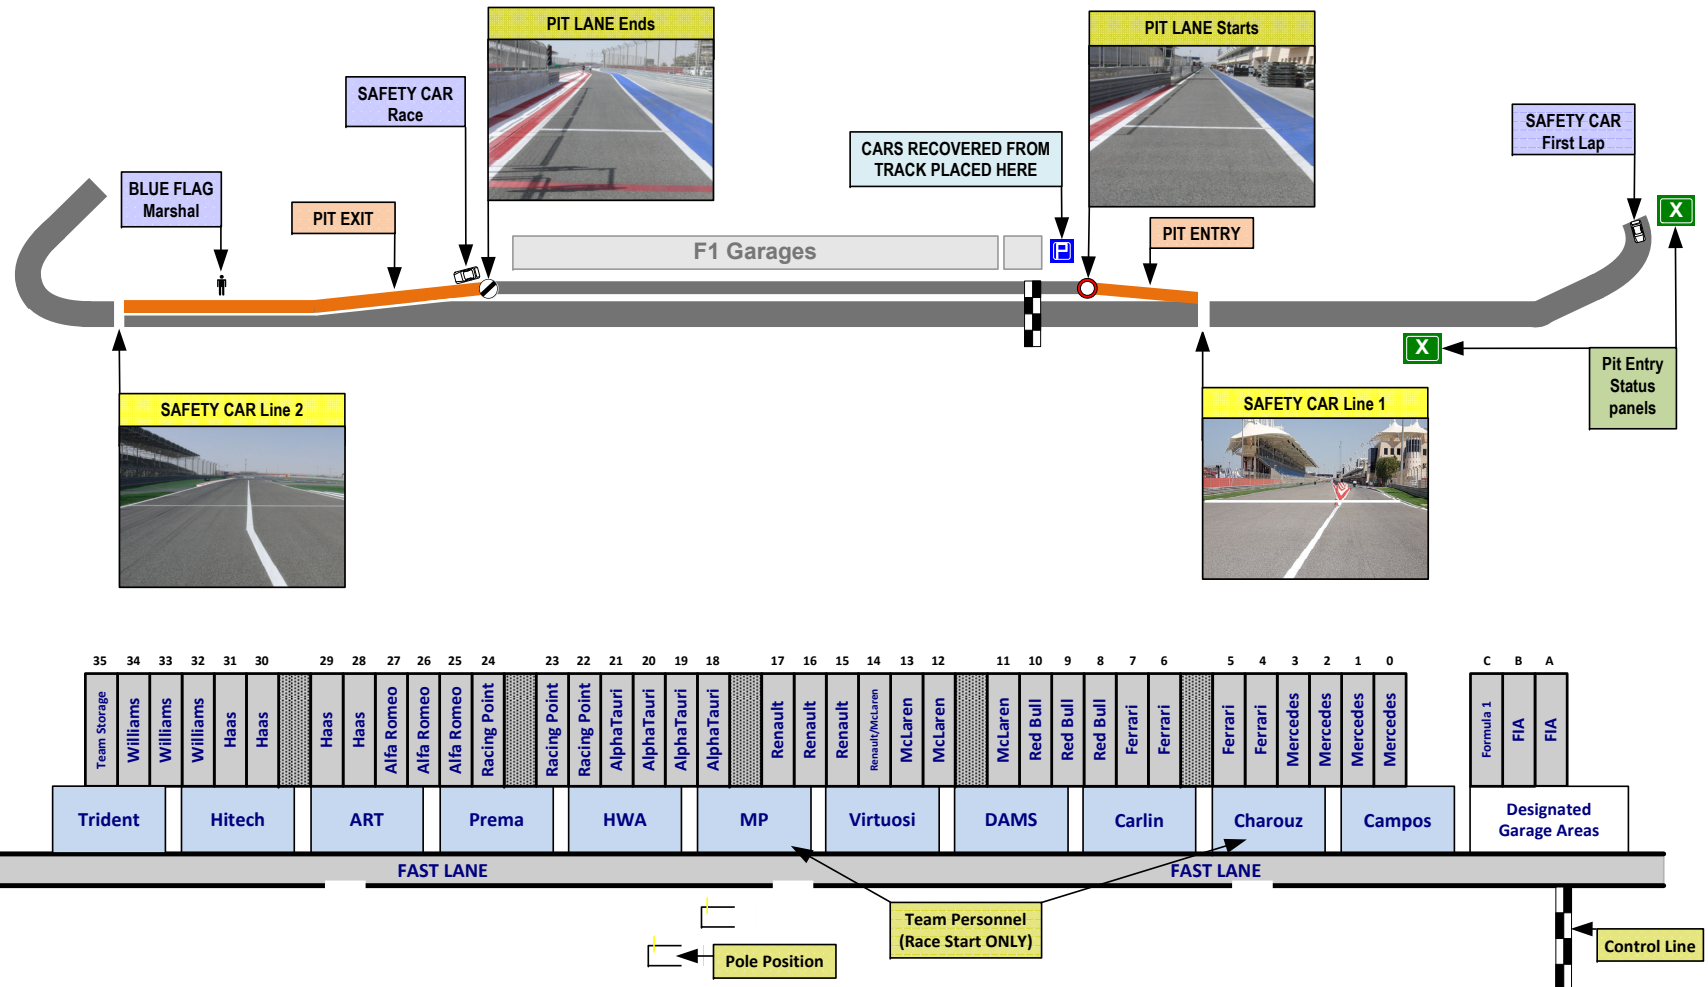 PIT LANE Ends
PIT LANE Starts
SAFETY CAR
Race
CARS RECOVERED FROM
TRACK PLACED HERE
SAFETY CAR
First Lap
BLUE FLAG
Marshal
PIT EXIT
PIT ENTRY
X
F1 Garages
P
X
Pit Entry
Status
panels
SAFETY CAR Line 2
SAFETY CAR Line 1
35 34 33 32 31 30 29 28 27 26 25 24 23 22 21 20 19 18 17 16 15 14 13 12 11 10 9 8 7 6 5 4 3 2 1 0 C B A
Team Storage
Williams
Williams
Williams
Haas
Haas
Haas
Haas
Alfa Romeo
Alfa Romeo
Alfa Romeo
Racing Point
Racing Point
Racing Point
AlphaTauri
AlphaTauri
AlphaTauri
AlphaTauri
Renault
Renault
Renault
Renault/McLaren
McLaren
McLaren
McLaren
Red Bull
Red Bull
Red Bull
Ferrari
Ferrari
Ferrari
Ferrari
Mercedes
Mercedes
Mercedes
Mercedes
Formula 1
FIA
FIA
Trident Hitech ART Prema HWA MP Virtuosi DAMS Carlin Charouz Campos
Designated
Garage Areas
FAST LANE FAST LANE
Team Personnel
(Race Start ONLY)
Pole Position
Control Line